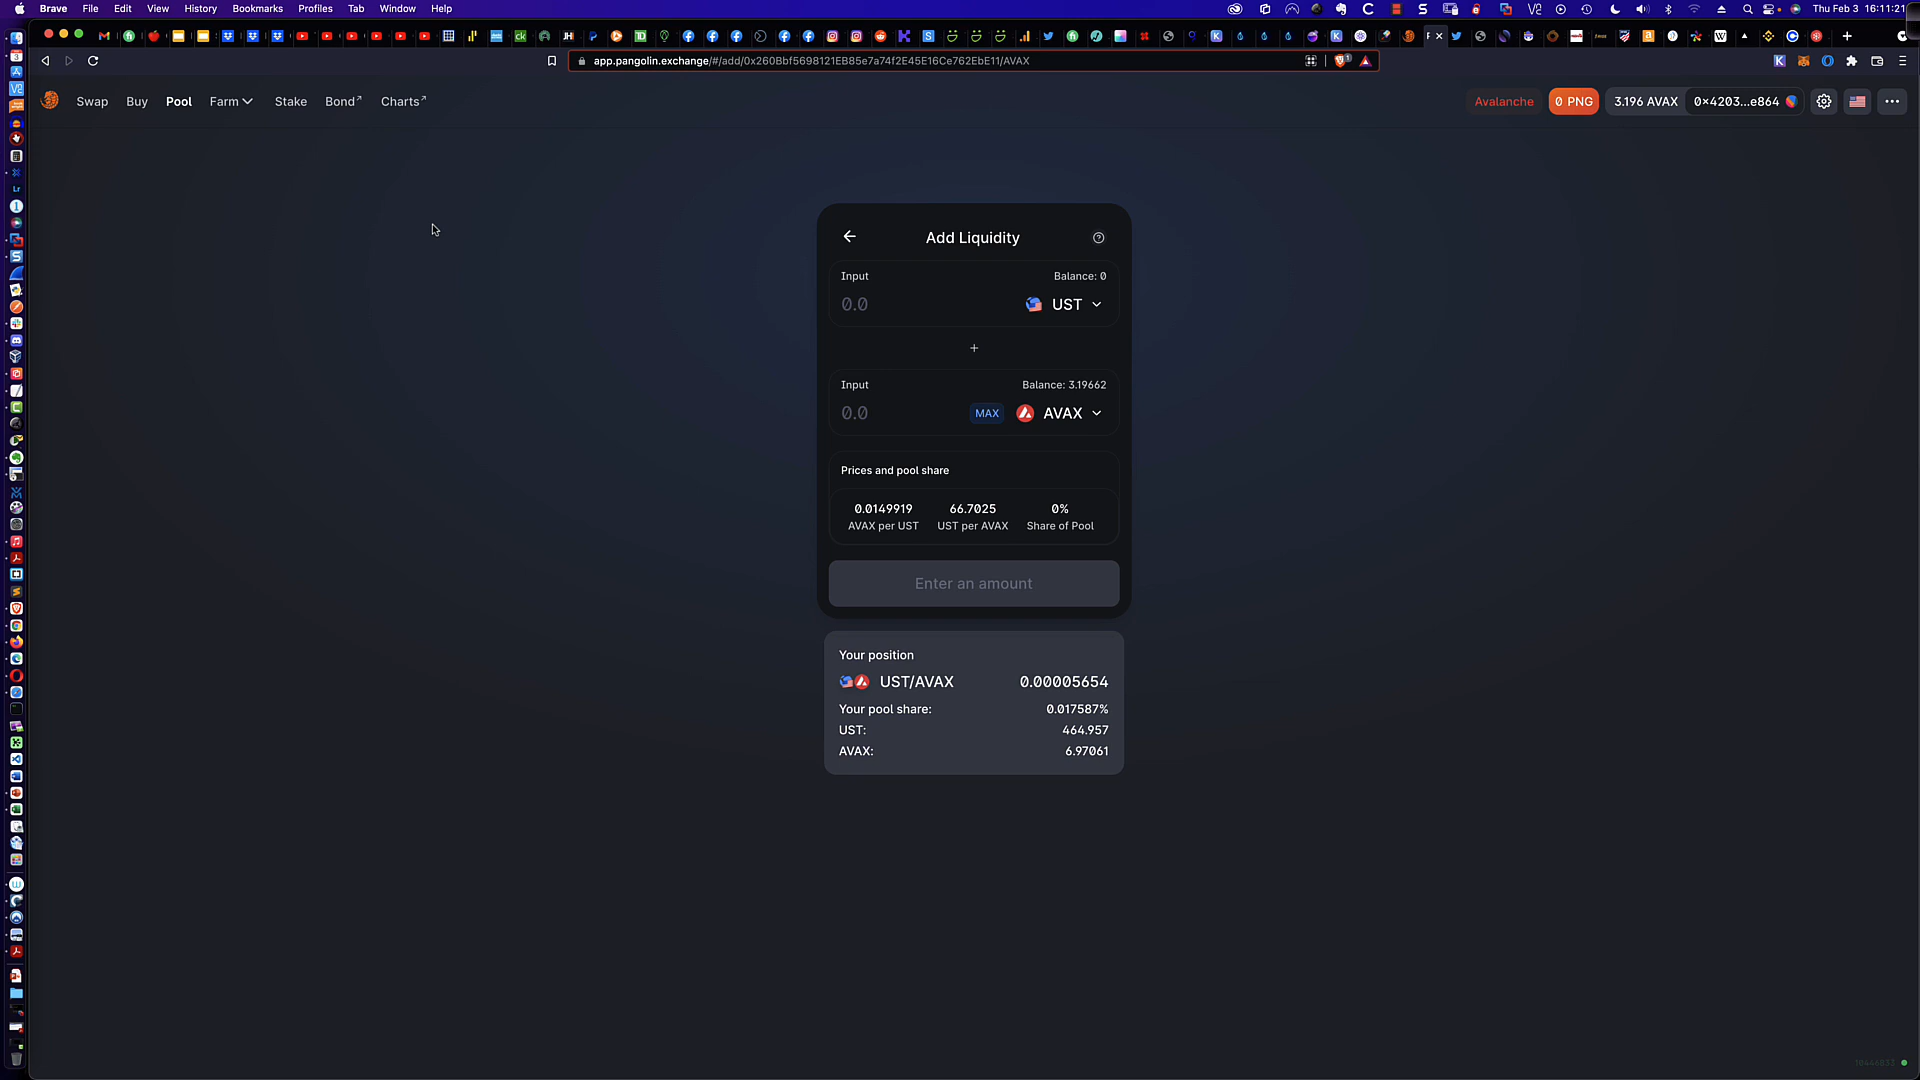 Brave File Edit View History Bookmarks Profiles Tab Window Help
Thu Feb 3 16:11:21
app.pangolin.exchange/#/add/0x260Bbf5698121EB85e7a74f2E45E16Ce762EbE11/AVAX
Swap Buy Pool Farm Stake Bond↗ Charts↗
Avalanche 0 PNG 3.196 AVAX 0×4203...e864
Add Liquidity
Input Balance: 0
0.0 UST
+
Input Balance: 3.19662
0.0 MAX AVAX
Prices and pool share
0.0149919 66.7025 0%
AVAX per UST UST per AVAX Share of Pool
Enter an amount
Your position
UST/AVAX 0.00005654
Your pool share: 0.017587%
UST: 464.957
AVAX: 6.97061